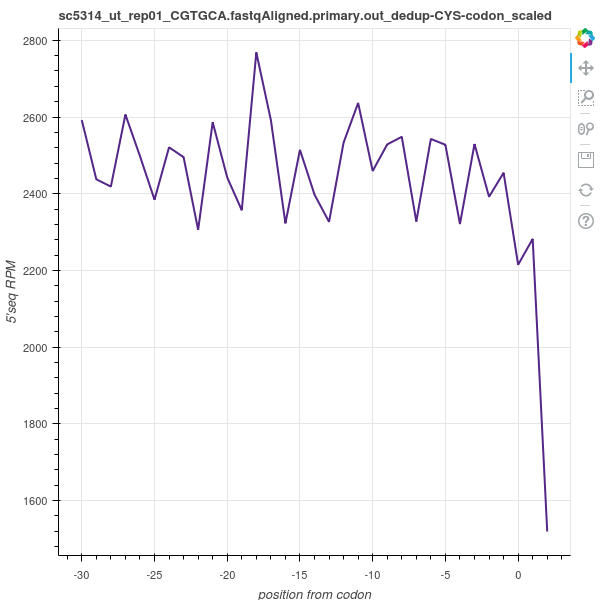 sc5314_ut_rep01_CGTGCA.fastqAligned.primary.out_dedup-CYS-codon_scaled
2800
2600
2400
2200
2000
1800
1600
5'seq RPM
-30 -25 -20 -15 -10 -5 0
position from codon